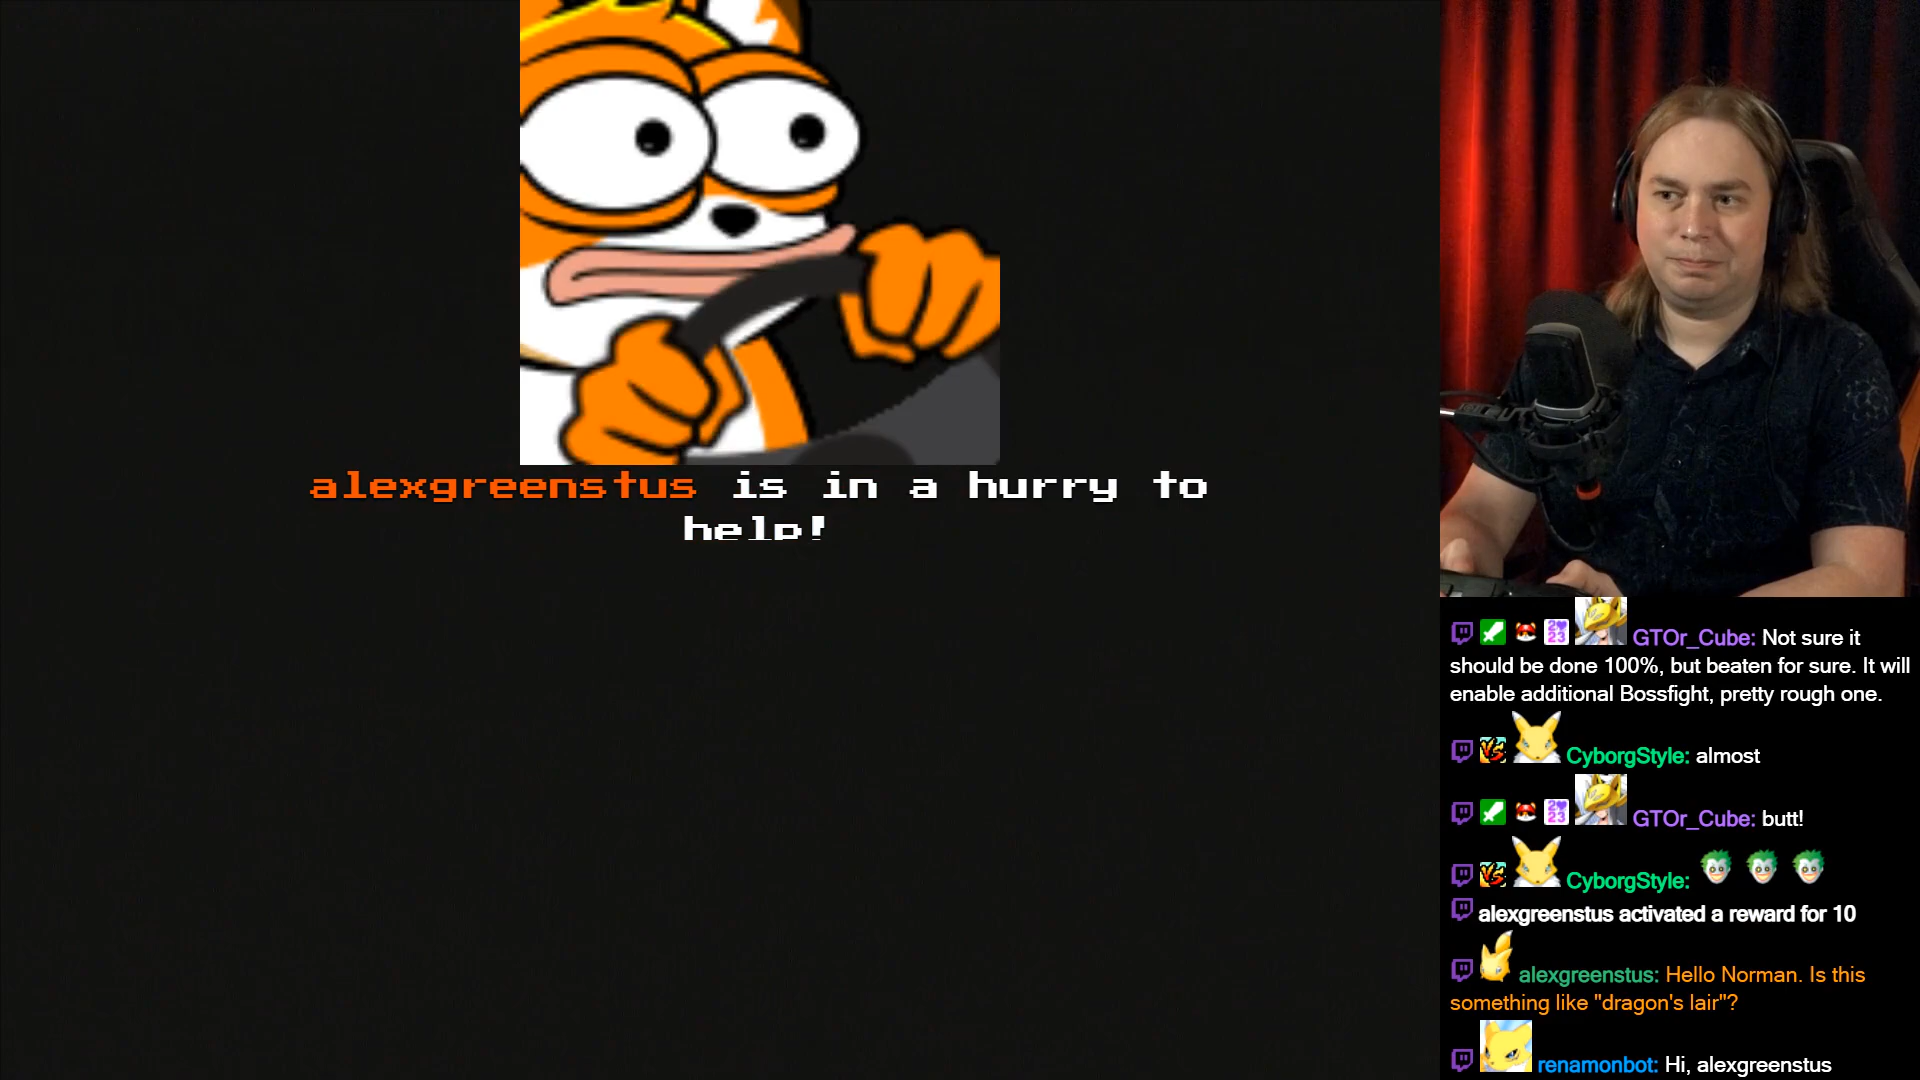 alexgreenstus is in a hurry to
help!
GTOr_Cube: Not sure it
should be done 100%, but beaten for sure. It will
enable additional Bossfight, pretty rough one.
CyborgStyle: almost
GTOr_Cube: butt!
CyborgStyle:
alexgreenstus activated a reward for 10
alexgreenstus: Hello Norman. Is this
something like "dragon's lair"?
renamonbot: Hi, alexgreenstus